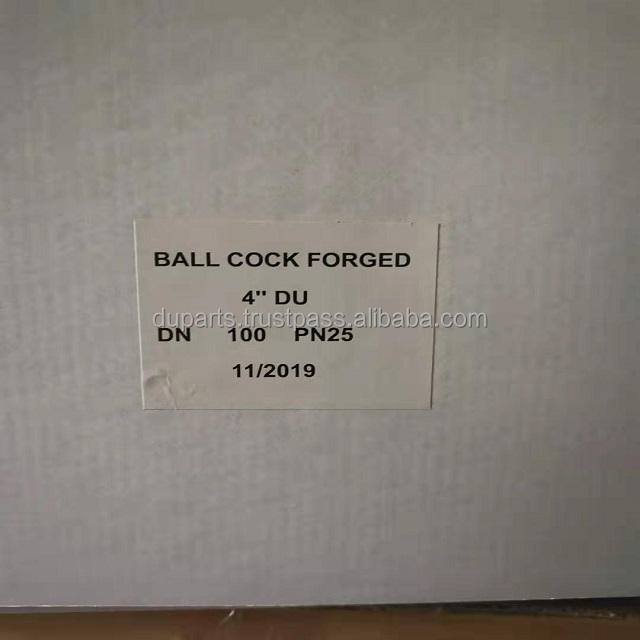 BALL COCK FORGED
4" DU
duparts.trustpass.alibaba.com
DN 100 PN25
11/2019